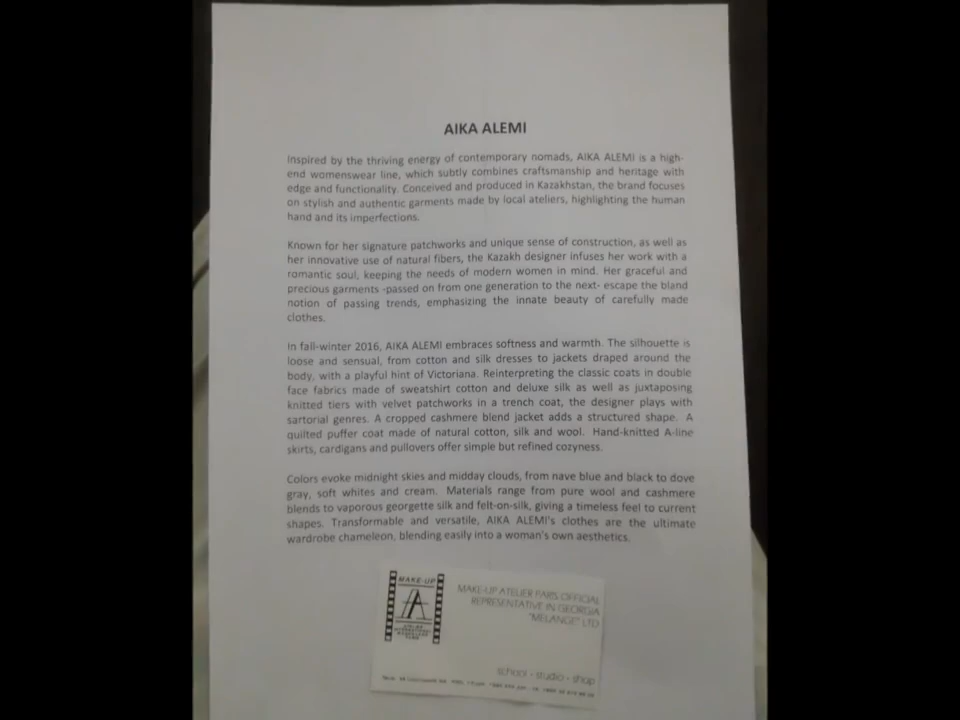 AIKA ALEMI
Inspired by the thriving energy of contemporary nomads, AIKA ALEMI is a high-
end womenswear line, which subtly combines craftsmanship and heritage with
edge and functionality. Conceived and produced in Kazakhstan, the brand focuses
on stylish and authentic garments made by local ateliers, highlighting the human
hand and its imperfections.
Known for her signature patchworks and unique sense of construction, as well as
her innovative use of natural fibers, the Kazakh designer infuses her work with a
romantic soul, keeping the needs of modern women in mind. Her graceful and
precious garments -passed on from one generation to the next- escape the bland
notion of passing trends, emphasizing the innate beauty of carefully made
clothes.
In fall-winter 2016, AIKA ALEMI embraces softness and warmth. The silhouette is
loose and sensual, from cotton and silk dresses to jackets draped around the
body, with a playful hint of Victoriana. Reinterpreting the classic coats in double
face fabrics made of sweatshirt cotton and deluxe silk as well as juxtaposing
knitted tiers with velvet patchworks in a trench coat, the designer plays with
sartorial genres. A cropped cashmere blend jacket adds a structured shape. A
quilted puffer coat made of natural cotton, silk and wool. Hand-knitted A-line
skirts, cardigans and pullovers offer simple but refined cozyness.
Colors evoke midnight skies and midday clouds, from nave blue and black to dove
gray, soft whites and cream. Materials range from pure wool and cashmere
blends to vaporous georgette silk and felt-on-silk, giving a timeless feel to current
shapes. Transformable and versatile, AIKA ALEMI's clothes are the ultimate
wardrobe chameleon, blending easily into a woman's own aesthetics.
MAKE-UP
ATELIER
INTERNATIONAL
PARIS
MAKE-UP ATELIER PARIS OFFICIAL
REPRESENTATIVE IN GEORGIA
"MELANGE" LTD
school - studio - shop